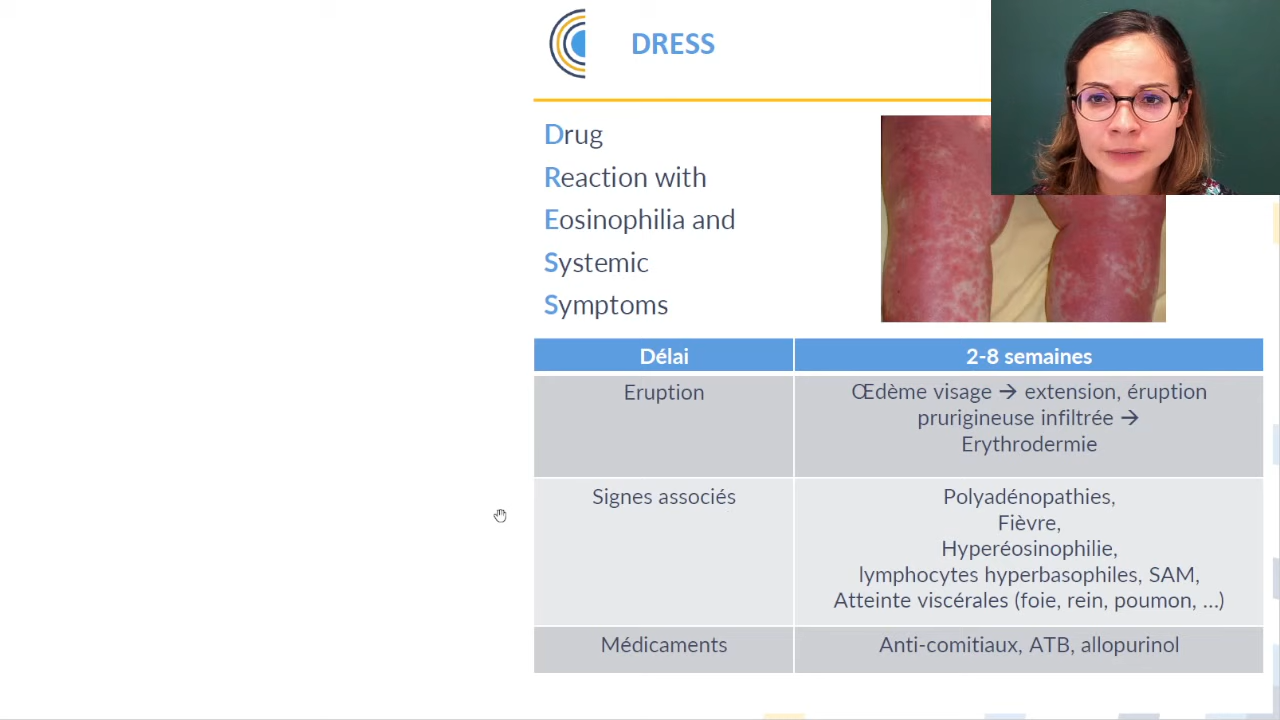 DRESS
Drug
Reaction with
Eosinophilia and
Systemic
Symptoms
Délai
2-8 semaines
Eruption
Œdème visage → extension, éruption
prurigineuse infiltrée →
Erythrodermie
Signes associés
Polyadénopathies,
Fièvre,
Hyperéosinophilie,
lymphocytes hyperbasophiles, SAM,
Atteinte viscérales (foie, rein, poumon, ...)
Médicaments
Anti-comitiaux, ATB, allopurinol